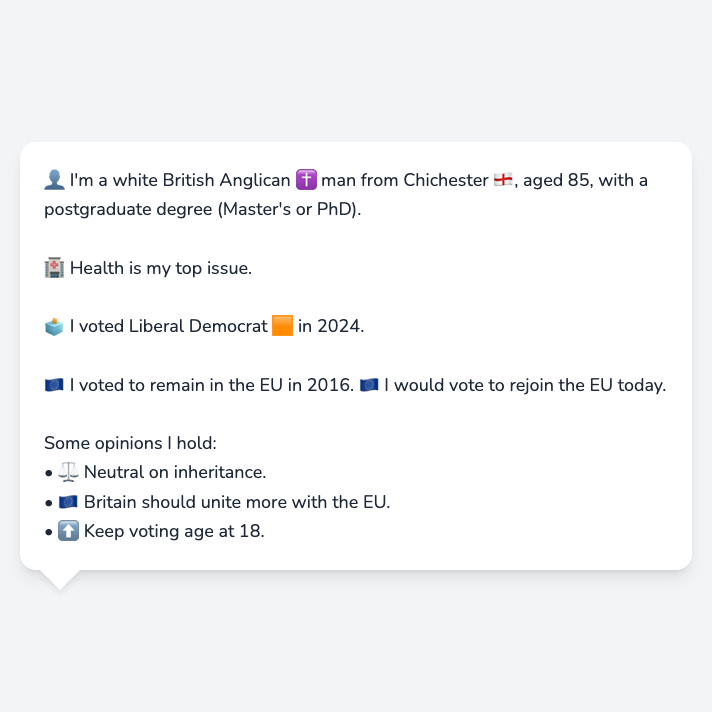 👤 I'm a white British Anglican ✝️ man from Chichester 🏴󠁧󠁢󠁥󠁮󠁧󠁿, aged 85, with a
postgraduate degree (Master's or PhD).
🏥 Health is my top issue.
🗳️ I voted Liberal Democrat 🟧 in 2024.
🇪🇺 I voted to remain in the EU in 2016. 🇪🇺 I would vote to rejoin the EU today.
Some opinions I hold:
• ⚖️ Neutral on inheritance.
• 🇪🇺 Britain should unite more with the EU.
• ⬆️ Keep voting age at 18.